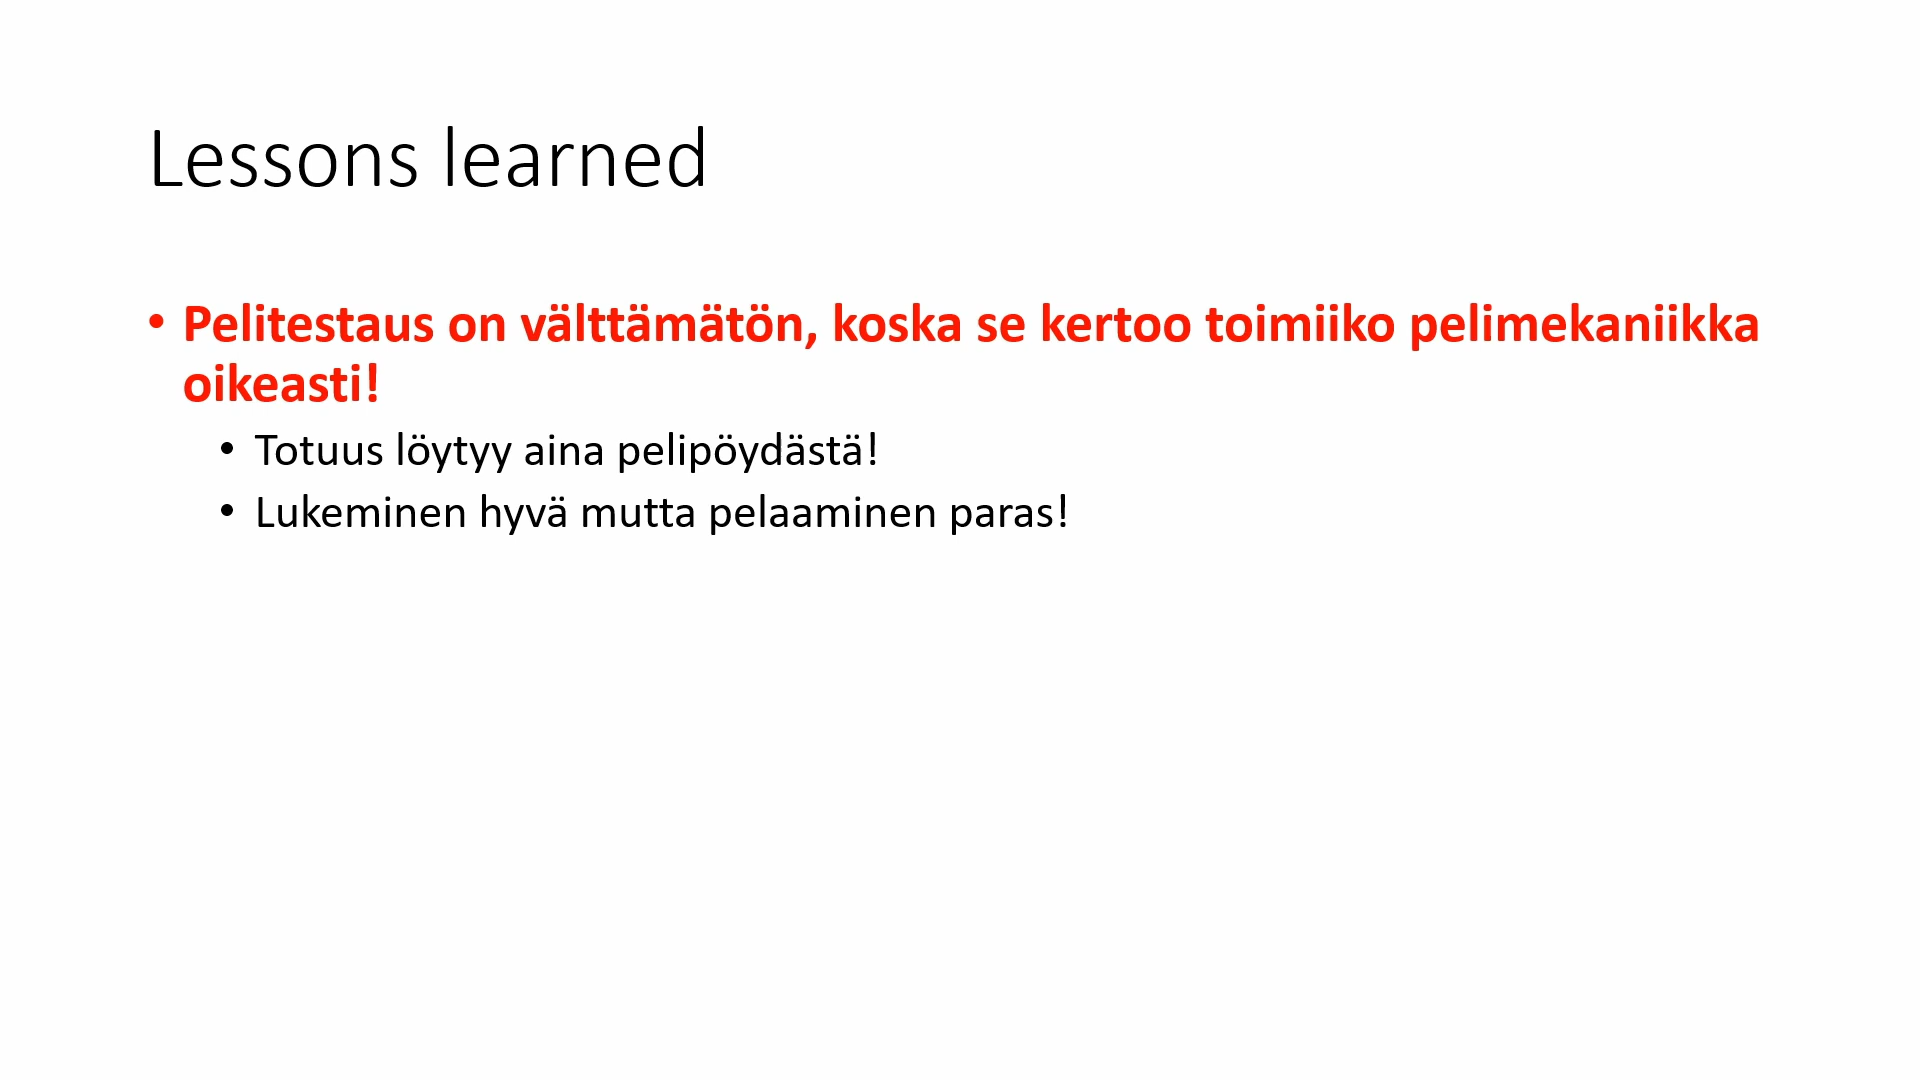 Lessons learned
• Pelitestaus on välttämätön, koska se kertoo toimiiko pelimekaniikka
oikeasti!
• Totuus löytyy aina pelipöydästä!
• Lukeminen hyvä mutta pelaaminen paras!